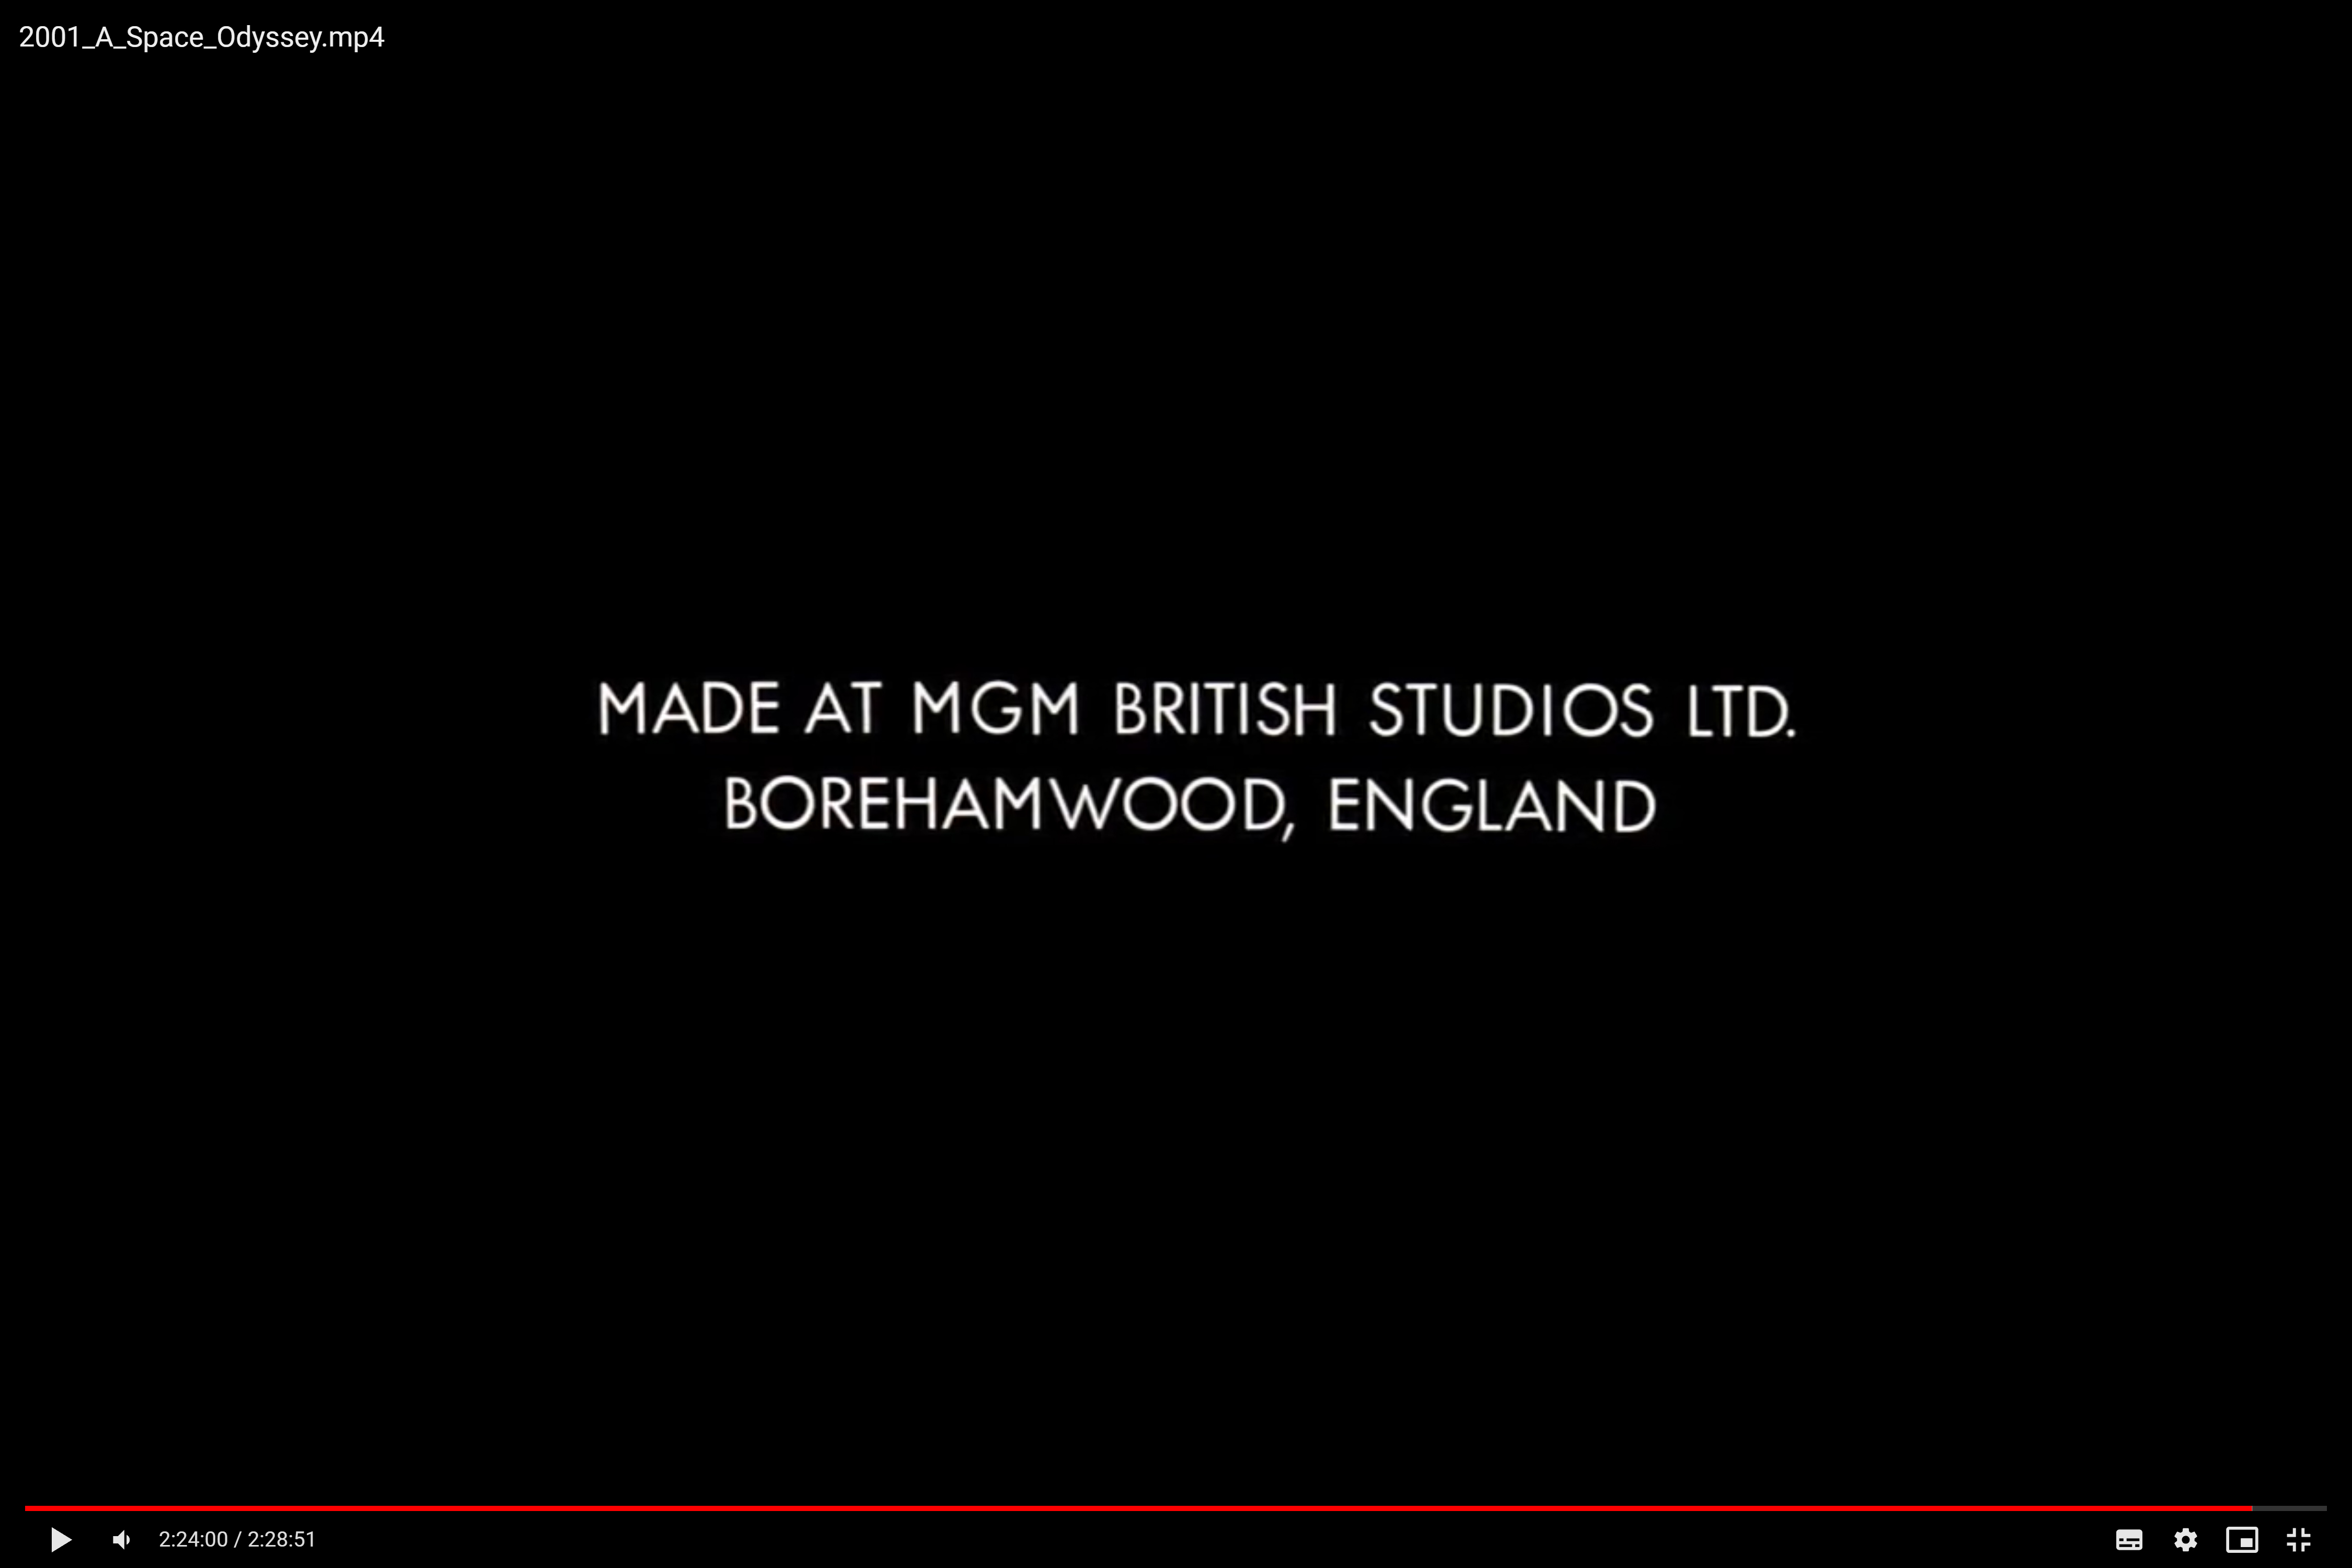 2001_A_Space_Odyssey.mp4
MADE AT MGM BRITISH STUDIOS LTD.
BOREHAMWOOD, ENGLAND
2:24:00 / 2:28:51